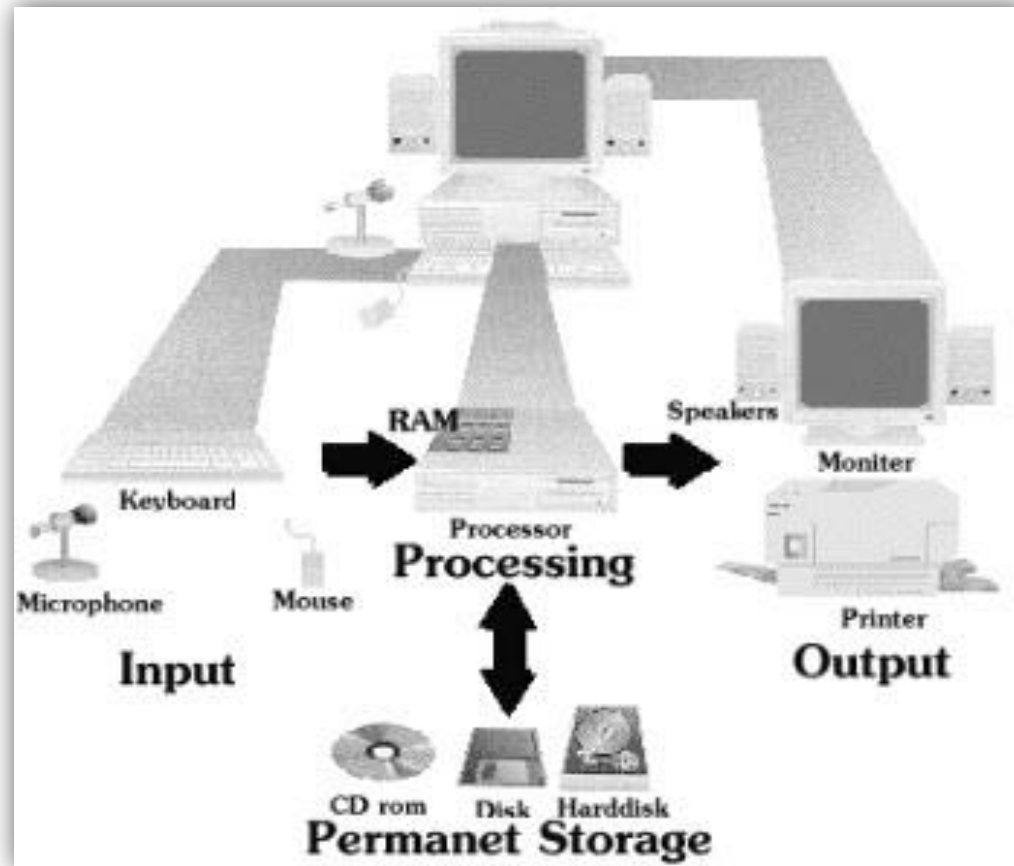 RAM
Speakers
Keyboard
Moniter
Processor
Processing
Microphone
Mouse
Printer
Input
Output
CD rom
Disk
Harddisk
Permanet Storage